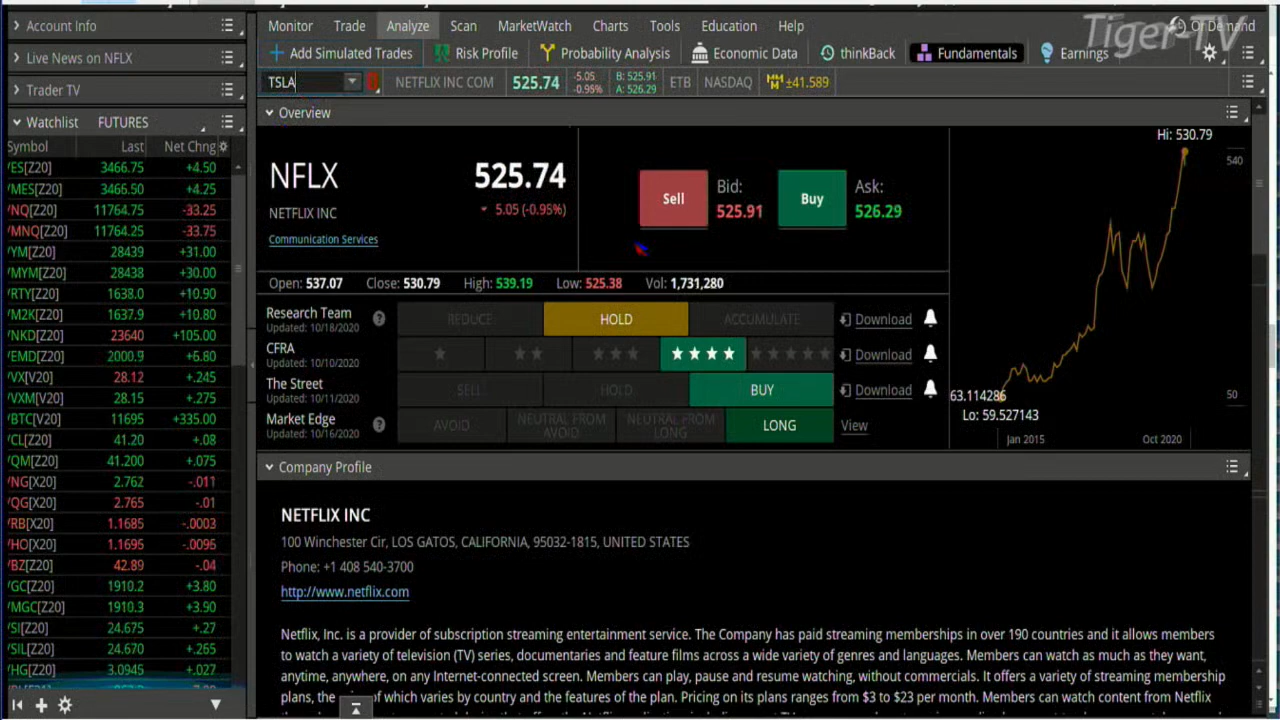 Account Info
Live News on NFLX
Trader TV
Watchlist FUTURES
Symbol Last Net Chng
/ES[Z20] 3466.75 +4.50
/MES[Z20] 3466.50 +4.25
/NQ[Z20] 11764.75 -33.25
/MNQ[Z20] 11764.25 -33.75
/YM[Z20] 28439 +31.00
/MYM[Z20] 28438 +30.00
/RTY[Z20] 1638.0 +10.90
/M2K[Z20] 1637.9 +10.80
/NKD[Z20] 23640 +105.00
/EMD[Z20] 2000.9 +6.80
/VX[V20] 28.12 +.245
/VXM[V20] 28.15 +.275
/BTC[V20] 11695 +335.00
/CL[Z20] 41.20 +.08
/QM[Z20] 41.200 +.075
/NG[X20] 2.762 -.011
/QG[X20] 2.765 -.01
/RB[X20] 1.1685 -.0003
/HO[X20] 1.1695 -.0095
/BZ[Z20] 42.89 -.04
/GC[Z20] 1910.2 +3.80
/MGC[Z20] 1910.3 +3.90
/SI[Z20] 24.675 +.27
/SIL[Z20] 24.670 +.265
/HG[Z20] 3.0945 +.027
Monitor Trade Analyze Scan MarketWatch Charts Tools Education Help
Tiger-TV
OnDemand
Add Simulated Trades Risk Profile Probability Analysis Economic Data thinkBack Fundamentals Earnings
TSLA NETFLIX INC COM 525.74 -5.05 B: 525.91 ETB NASDAQ ±41.589
-0.95% A: 526.29
Overview
NFLX 525.74
NETFLIX INC 5.05 (-0.95%)
Communication Services
Sell Bid: Buy Ask:
525.91 526.29
Open: 537.07 Close: 530.79 High: 539.19 Low: 525.38 Vol: 1,731,280
Research Team REDUCE HOLD ACCUMULATE Download
Updated: 10/18/2020
CFRA Download
Updated: 10/10/2020
The Street SELL HOLD BUY Download
Updated: 10/11/2020
Market Edge AVOID NEUTRAL FROM AVOID NEUTRAL FROM LONG LONG View
Updated: 10/16/2020
Hi: 530.79
540
50
63.114286
Lo: 59.527143
Jan 2015 Oct 2020
Company Profile
NETFLIX INC
100 Winchester Cir, LOS GATOS, CALIFORNIA, 95032-1815, UNITED STATES
Phone: +1 408 540-3700
http://www.netflix.com
Netflix, Inc. is a provider of subscription streaming entertainment service. The Company has paid streaming memberships in over 190 countries and it allows members
to watch a variety of television (TV) series, documentaries and feature films across a wide variety of genres and languages. Members can watch as much as they want,
anytime, anywhere, on any Internet-connected screen. Members can play, pause and resume watching, without commercials. It offers a variety of streaming membership
plans, the of which varies by country and the features of the plan. Pricing on its plans ranges from $3 to $23 per month. Members can watch content from Netflix